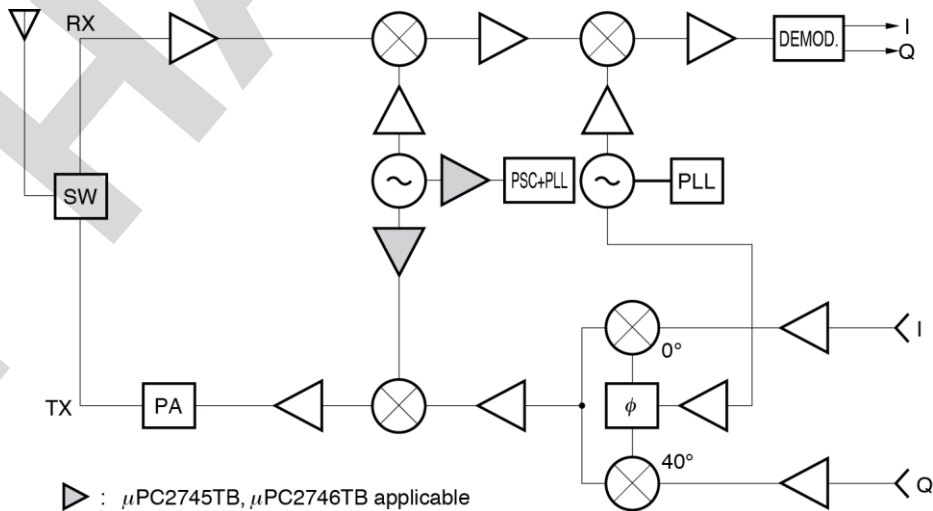 RX
DEMOD.
I
Q
SW
PSC+PLL
PLL
0°
I
TX
PA
ϕ
40°
Q
: μPC2745TB, μPC2746TB applicable